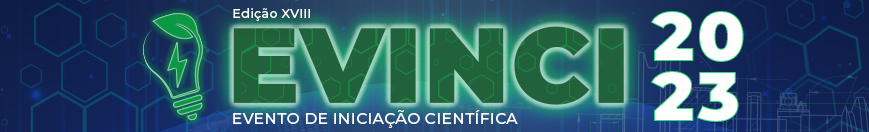 Edição XVIII
EVINCI
EVENTO DE INICIAÇÃO CIENTÍFICA
20
23